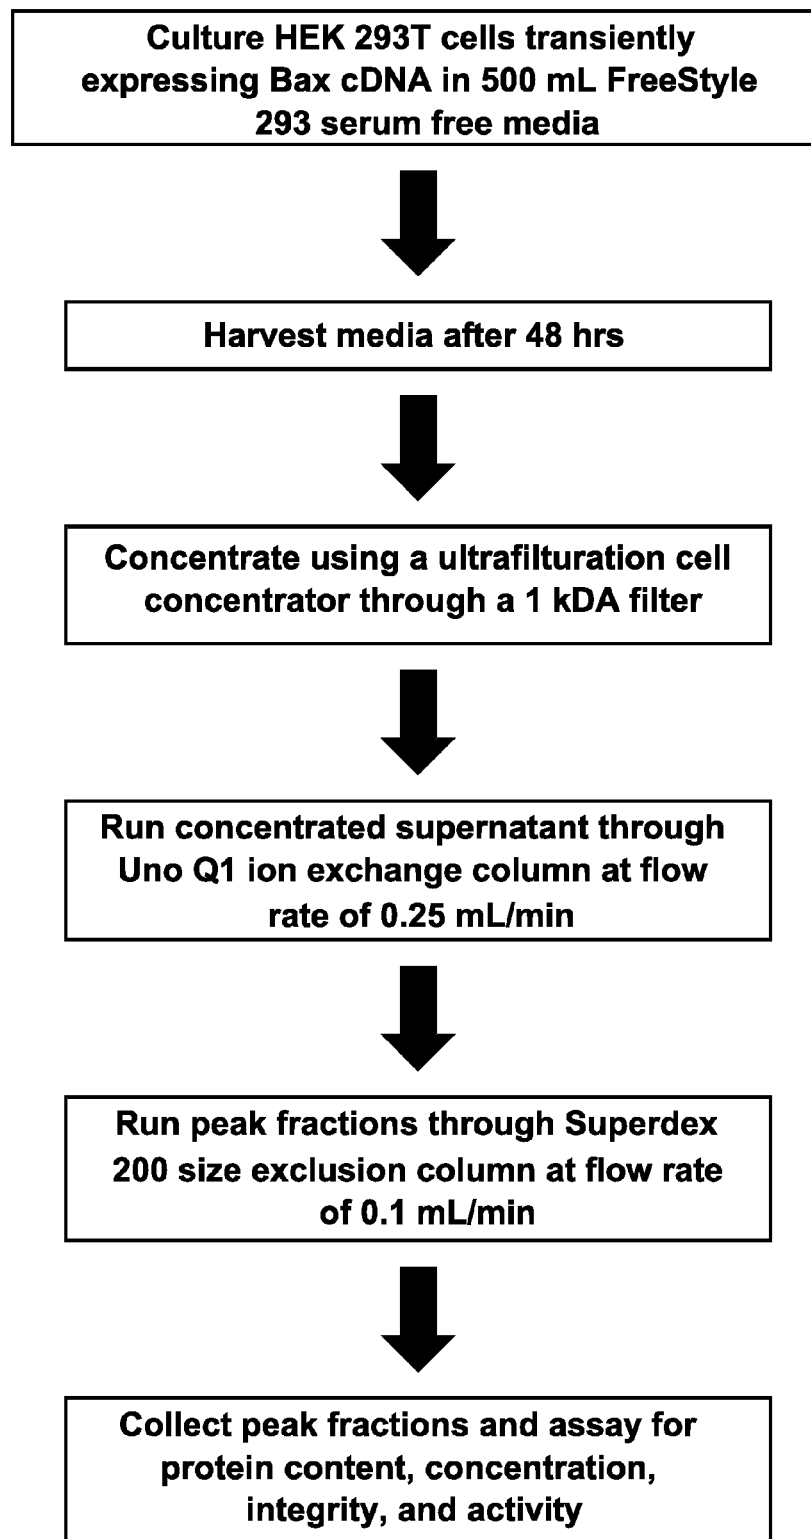 Culture HEK 293T cells transiently
expressing Bax cDNA in 500 mL FreeStyle
293 serum free media
Harvest media after 48 hrs
Concentrate using a ultrafilturation cell
concentrator through a 1 kDA filter
Run concentrated supernatant through
Uno Q1 ion exchange column at flow
rate of 0.25 mL/min
Run peak fractions through Superdex
200 size exclusion column at flow rate
of 0.1 mL/min
Collect peak fractions and assay for
protein content, concentration,
integrity, and activity